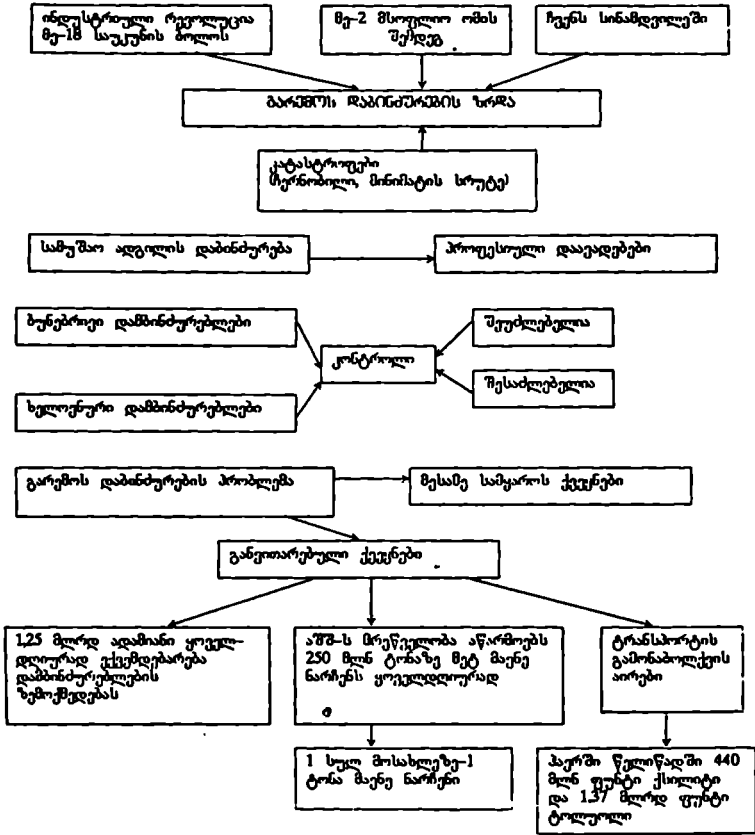 ინდუსტრიული რევოლუცია
მე-18 საუკუნის ბოლოს
მე-2 მსოფლიო ომის
შემდეგ
ჩვენს სინამდვილეში
გარემოს დაბინძურების ზრდა
კატასტროფები
(ჩერნობილი, მინიმატის სრუტე)
სამუშაო ადგილის დაბინძურება
პროფესიული დაავადებები
ბუნებრივი დამბინძურებლები
შეუძლებელია
კონტროლი
შესაძლებელია
ხელოვნური დამბინძურებლები
გარემოს დაბინძურების პრობლემა
მესამე სამყაროს ქვეყნები
განვითარებული ქვეყნები
1,25 მლრდ ადამიანი ყოველ-
დღიურად ექვემდებარება
დამბინძურებლების
ზემოქმედებას
აშშ-ს მრეწველობა აწარმოებს
250 მლნ ტონაზე მეტ მავნე
ნარჩენს ყოველდღიურად
ტრანსპორტის
გამონაბოლქვის
აირები
1 სულ მოსახლეზე-1
ტონა მავნე ნარჩენი
ჰაერში წელიწადში 440
მლნ ფუნტი ქსილიტი
და 1,37 მლრდ ფუნტი
ტოლუოლი